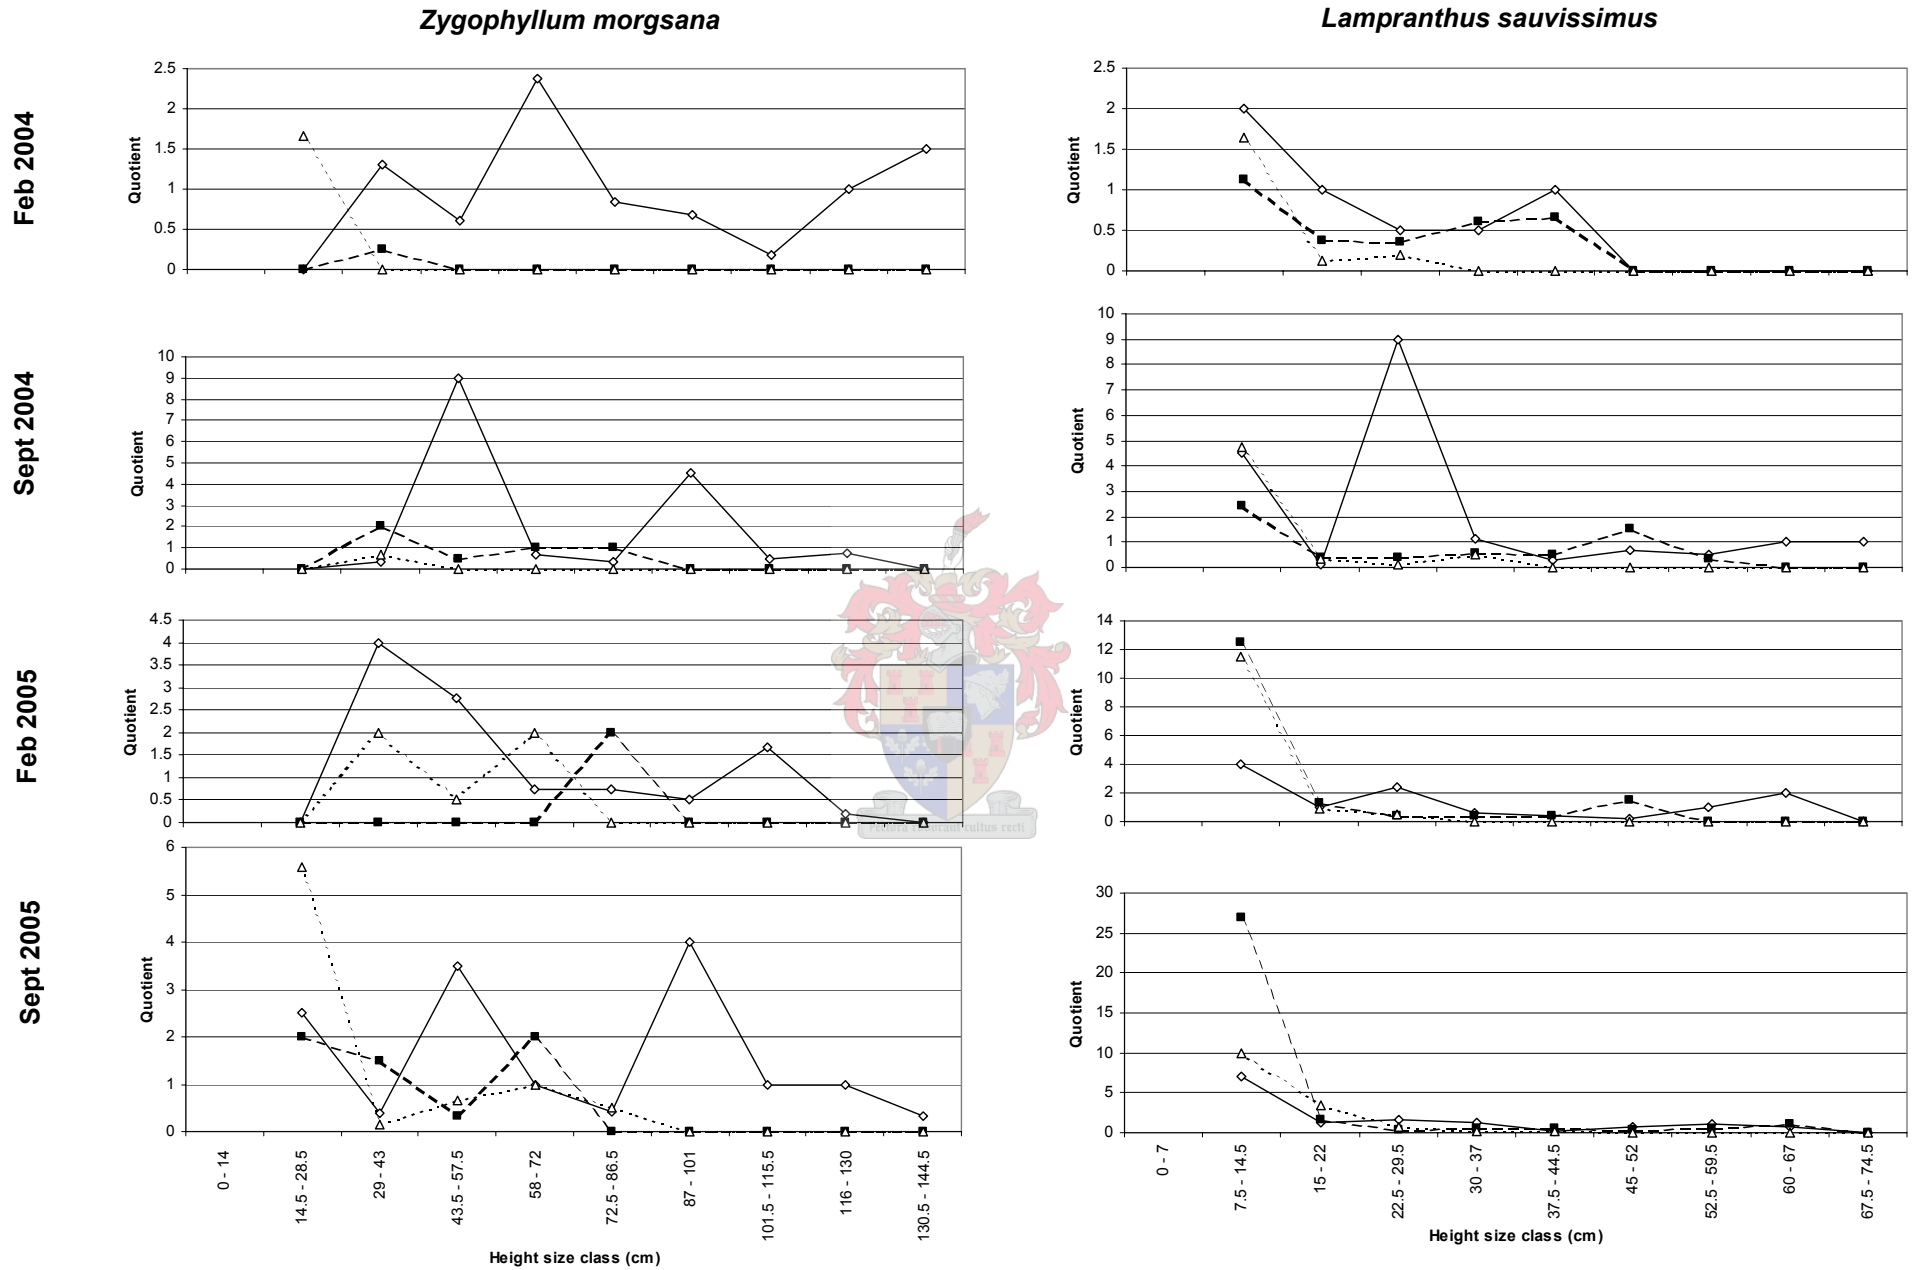 Zygophyllum morgsana
Lampranthus sauvissimus
Feb 2004
Quotient
2.5
2
1.5
1
0.5
0
Quotient
2.5
2
1.5
1
0.5
0
Sept 2004
Quotient
10
9
8
7
6
5
4
3
2
1
0
Quotient
10
9
8
7
6
5
4
3
2
1
0
Feb 2005
Quotient
4.5
4
3.5
3
2.5
2
1.5
1
0.5
0
Quotient
14
12
10
8
6
4
2
0
Sept 2005
Quotient
6
5
4
3
2
1
0
0 - 14
14.5 - 28.5
29 - 43
43.5 - 57.5
58 - 72
72.5 - 86.5
87 - 101
101.5 - 115.5
116 - 130
130.5 - 144.5
Height size class (cm)
Quotient
30
25
20
15
10
5
0
0 - 7
7.5 - 14.5
15 - 22
22.5 - 29.5
30 - 37
37.5 - 44.5
45 - 52
52.5 - 59.5
60 - 67
67.5 - 74.5
Height size class (cm)
cultus recti